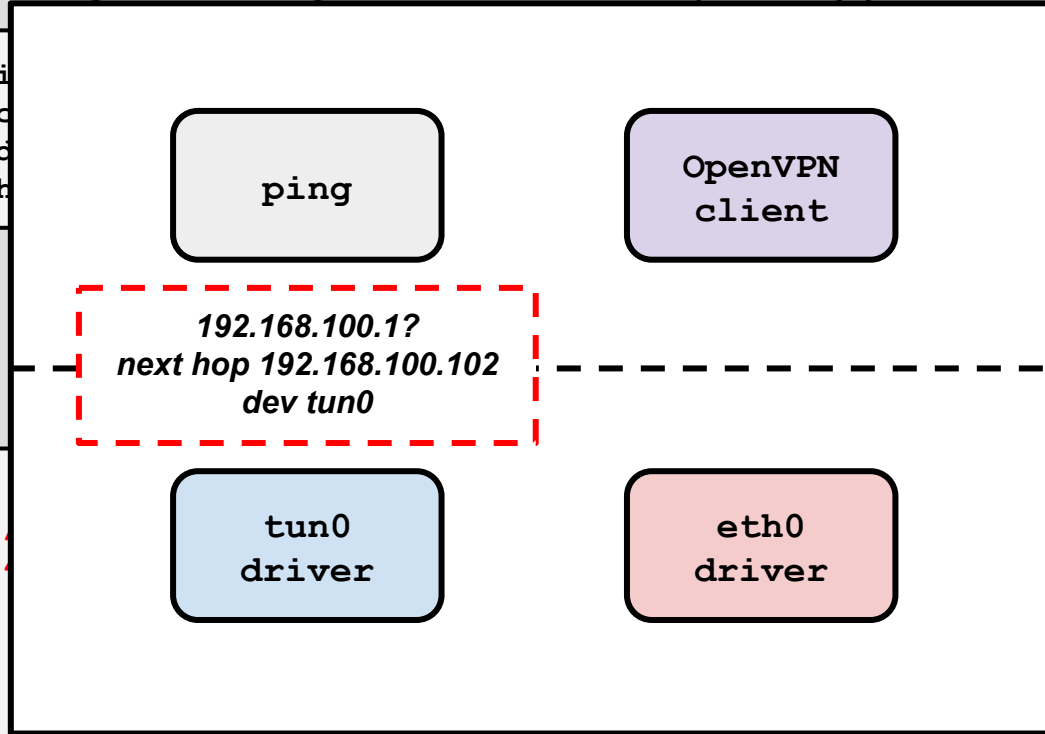 ping
OpenVPN
client
192.168.100.1?
next hop 192.168.100.102
dev tun0
tun0
driver
eth0
driver